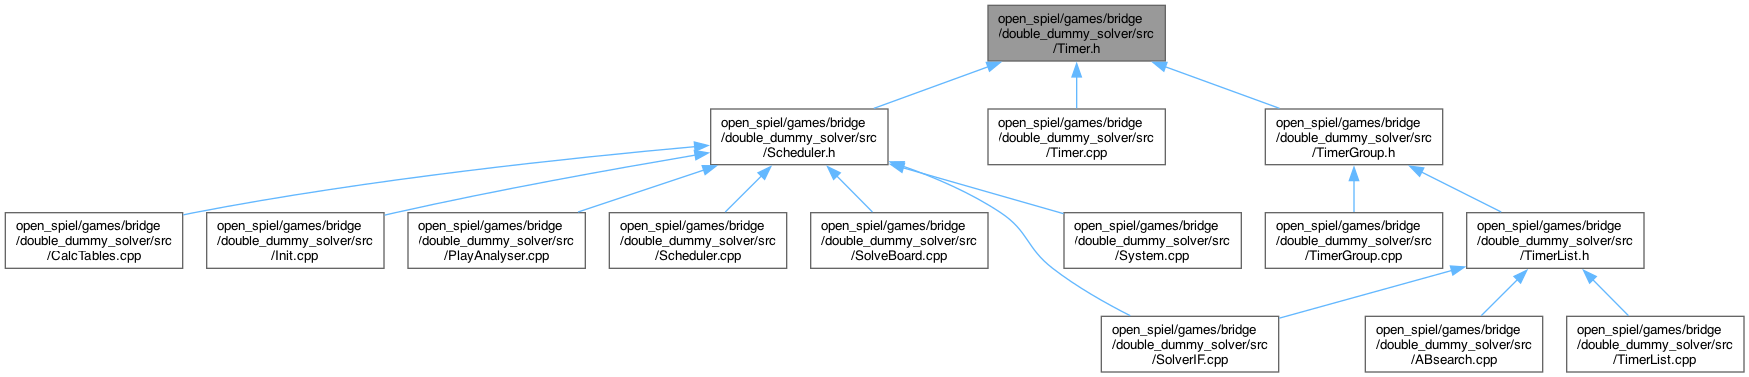 open_spiel/games/bridge
/double_dummy_solver/src
/Timer.h
open_spiel/games/bridge
/double_dummy_solver/src
/Scheduler.h
open_spiel/games/bridge
/double_dummy_solver/src
/Timer.cpp
open_spiel/games/bridge
/double_dummy_solver/src
/TimerGroup.h
open_spiel/games/bridge
/double_dummy_solver/src
/CalcTables.cpp
open_spiel/games/bridge
/double_dummy_solver/src
/Init.cpp
open_spiel/games/bridge
/double_dummy_solver/src
/PlayAnalyser.cpp
open_spiel/games/bridge
/double_dummy_solver/src
/Scheduler.cpp
open_spiel/games/bridge
/double_dummy_solver/src
/SolveBoard.cpp
open_spiel/games/bridge
/double_dummy_solver/src
/System.cpp
open_spiel/games/bridge
/double_dummy_solver/src
/TimerGroup.cpp
open_spiel/games/bridge
/double_dummy_solver/src
/TimerList.h
open_spiel/games/bridge
/double_dummy_solver/src
/SolverIF.cpp
open_spiel/games/bridge
/double_dummy_solver/src
/ABsearch.cpp
open_spiel/games/bridge
/double_dummy_solver/src
/TimerList.cpp